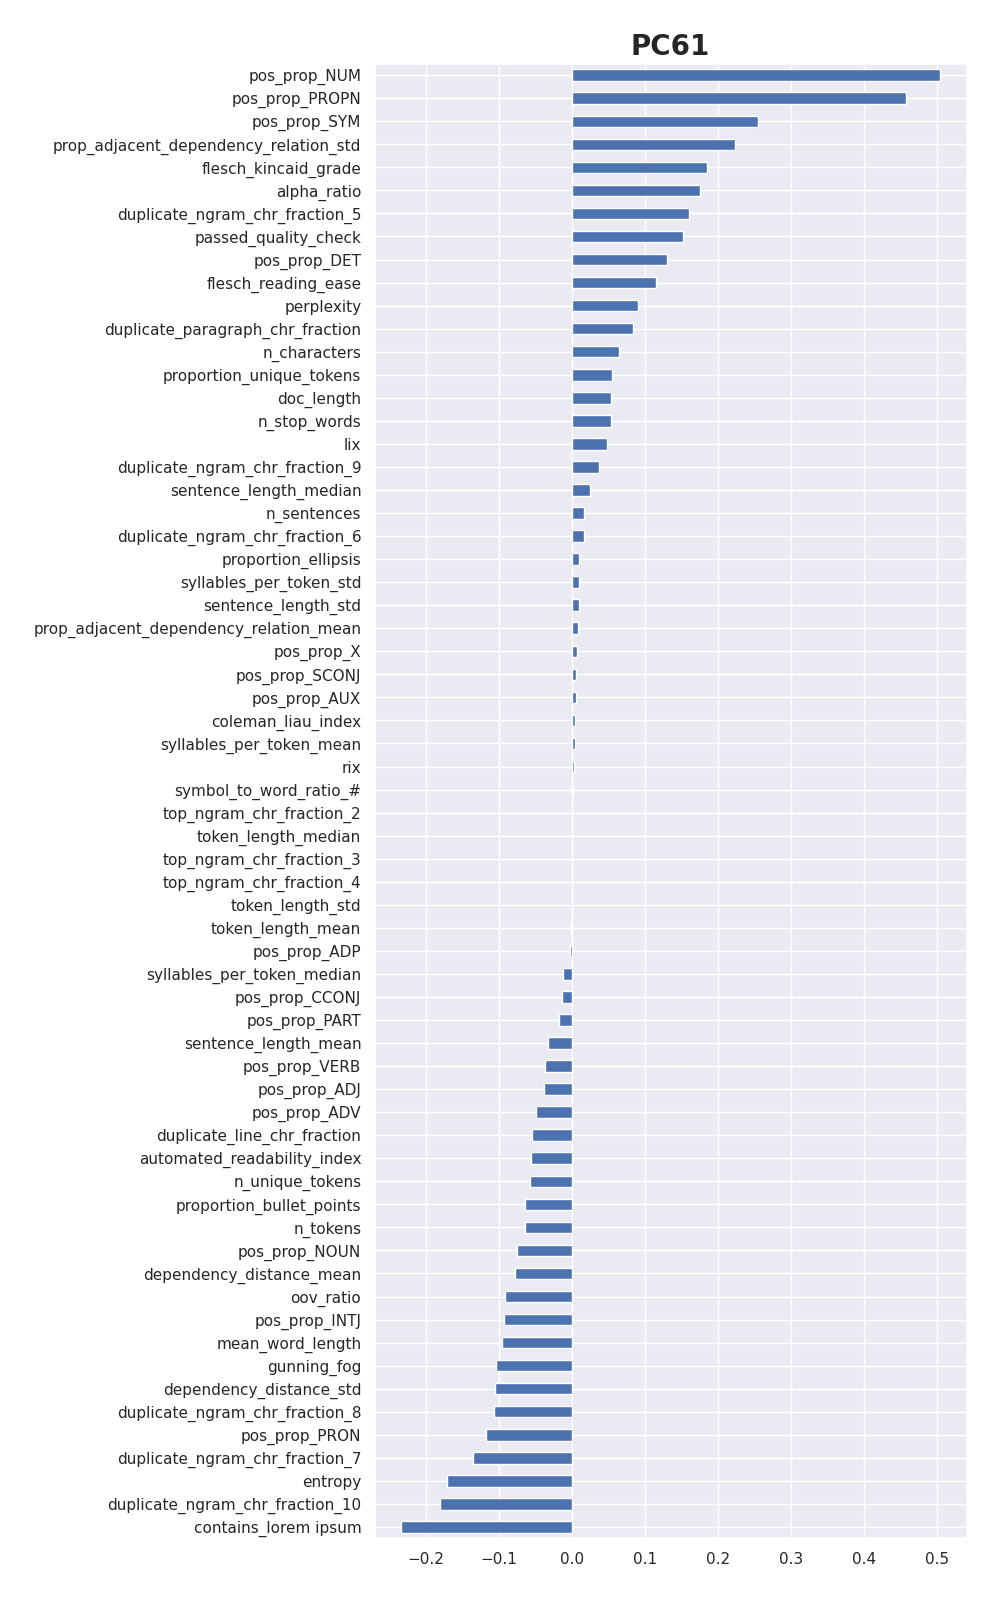 PC61
pos_prop_NUM
pos_prop_PROPN
pos_prop_SYM
prop_adjacent_dependency_relation_std
flesch_kincaid_grade
alpha_ratio
duplicate_ngram_chr_fraction_5
passed_quality_check
pos_prop_DET
flesch_reading_ease
perplexity
duplicate_paragraph_chr_fraction
n_characters
proportion_unique_tokens
doc_length
n_stop_words
lix
duplicate_ngram_chr_fraction_9
sentence_length_median
n_sentences
duplicate_ngram_chr_fraction_6
proportion_ellipsis
syllables_per_token_std
sentence_length_std
prop_adjacent_dependency_relation_mean
pos_prop_X
pos_prop_SCONJ
pos_prop_AUX
coleman_liau_index
syllables_per_token_mean
rix
symbol_to_word_ratio_#
top_ngram_chr_fraction_2
token_length_median
top_ngram_chr_fraction_3
top_ngram_chr_fraction_4
token_length_std
token_length_mean
pos_prop_ADP
syllables_per_token_median
pos_prop_CCONJ
pos_prop_PART
sentence_length_mean
pos_prop_VERB
pos_prop_ADJ
pos_prop_ADV
duplicate_line_chr_fraction
automated_readability_index
n_unique_tokens
proportion_bullet_points
n_tokens
pos_prop_NOUN
dependency_distance_mean
oov_ratio
pos_prop_INTJ
mean_word_length
gunning_fog
dependency_distance_std
duplicate_ngram_chr_fraction_8
pos_prop_PRON
duplicate_ngram_chr_fraction_7
entropy
duplicate_ngram_chr_fraction_10
contains_lorem ipsum
−0.2 −0.1 0.0 0.1 0.2 0.3 0.4 0.5